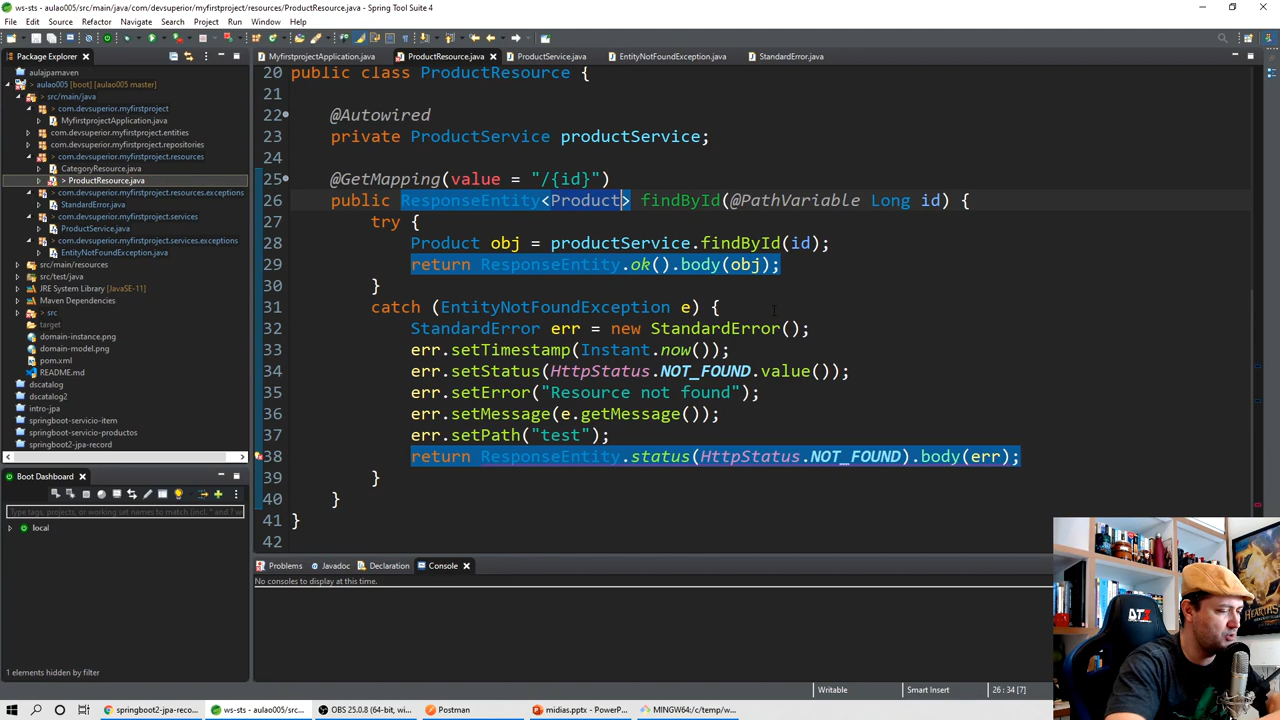 ws-sts - aulao005/src/main/java/com/devsuperior/myfirstproject/resources/ProductResource.java - Spring Tool Suite 4
File Edit Source Refactor Navigate Search Project Run Window Help
Package Explorer
MyfirstprojectApplication.java ProductResource.java ProductService.java EntityNotFoundException.java StandardError.java
aulajpamaven
> aulao005 [boot] [aulao005 master]
> src/main/java
> com.devsuperior.myfirstproject
MyfirstprojectApplication.java
com.devsuperior.myfirstproject.entities
com.devsuperior.myfirstproject.repositories
> com.devsuperior.myfirstproject.resources
CategoryResource.java
> ProductResource.java
> com.devsuperior.myfirstproject.resources.exceptions
StandardError.java
> com.devsuperior.myfirstproject.services
ProductService.java
> com.devsuperior.myfirstproject.services.exceptions
EntityNotFoundException.java
src/main/resources
src/test/java
JRE System Library [JavaSE-11]
Maven Dependencies
> src
target
domain-instance.png
domain-model.png
pom.xml
README.md
dscatalog
dscatalog2
intro-jpa
springboot-servicio-item
springboot-servicio-productos
springboot2-jpa-record
20 public class ProductResource {
21
22 @Autowired
23 private ProductService productService;
24
25 @GetMapping(value = "/{id}")
26 public ResponseEntity<Product> findById(@PathVariable Long id) {
27 try {
28 Product obj = productService.findById(id);
29 return ResponseEntity.ok().body(obj);
30 }
31 catch (EntityNotFoundException e) {
32 StandardError err = new StandardError();
33 err.setTimestamp(Instant.now());
34 err.setStatus(HttpStatus.NOT_FOUND.value());
35 err.setError("Resource not found");
36 err.setMessage(e.getMessage());
37 err.setPath("test");
38 return ResponseEntity.status(HttpStatus.NOT_FOUND).body(err);
39 }
40 }
41 }
42
Boot Dashboard
Type tags, projects, or working set names to match (incl. * and ? w
local
1 elements hidden by filter
Problems Javadoc Declaration Console
No consoles to display at this time.
Writable Smart Insert 26 : 34 [7]
springboot2-jpa-reco... ws-sts - aulao005/src... OBS 25.0.8 (64-bit, wi... Postman midias.pptx - PowerP... MINGW64:/c/temp/w...